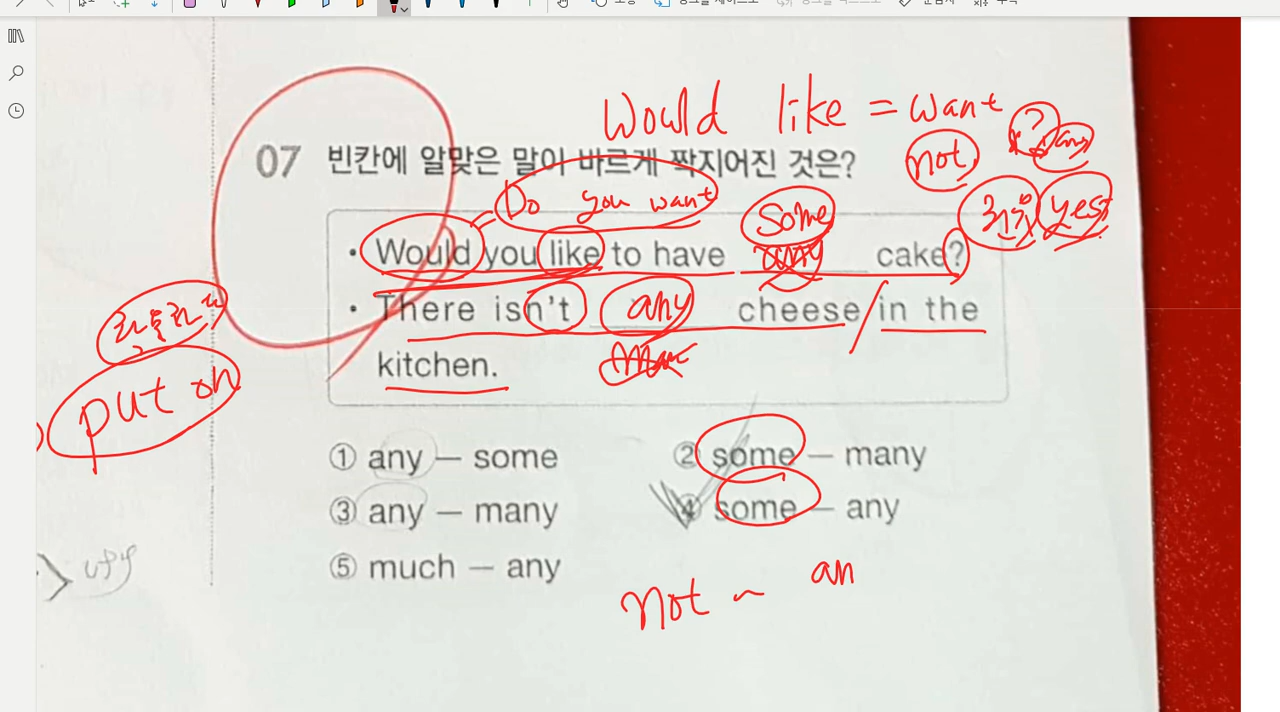 Would like = want
?
any
07 빈칸에 알맞은 말이 바르게 짝지어진 것은?
not
Do you want
some
권유
yes
• Would you like to have any cake?
• There isn't any cheese / in the
kitchen.
put on
① any – some
② some – many
③ any – many
④ some – any
⑤ much – any
not ~ an